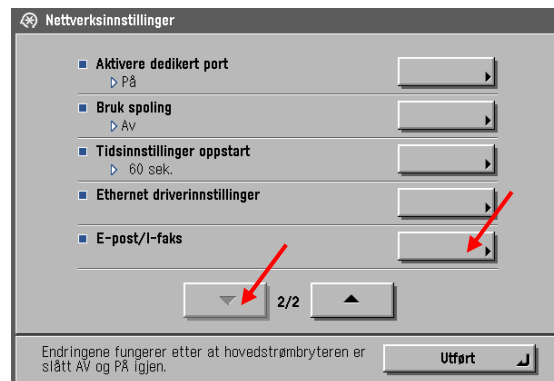 Nettverksinnstillinger
Aktivere dedikert port
På
Bruk spoling
Av
Tidsinnstillinger oppstart
60 sek.
Ethernet driverinnstillinger
E-post/I-faks
2/2
Endringene fungerer etter at hovedstrømbryteren er
slått AV og PÅ igjen.
Utført